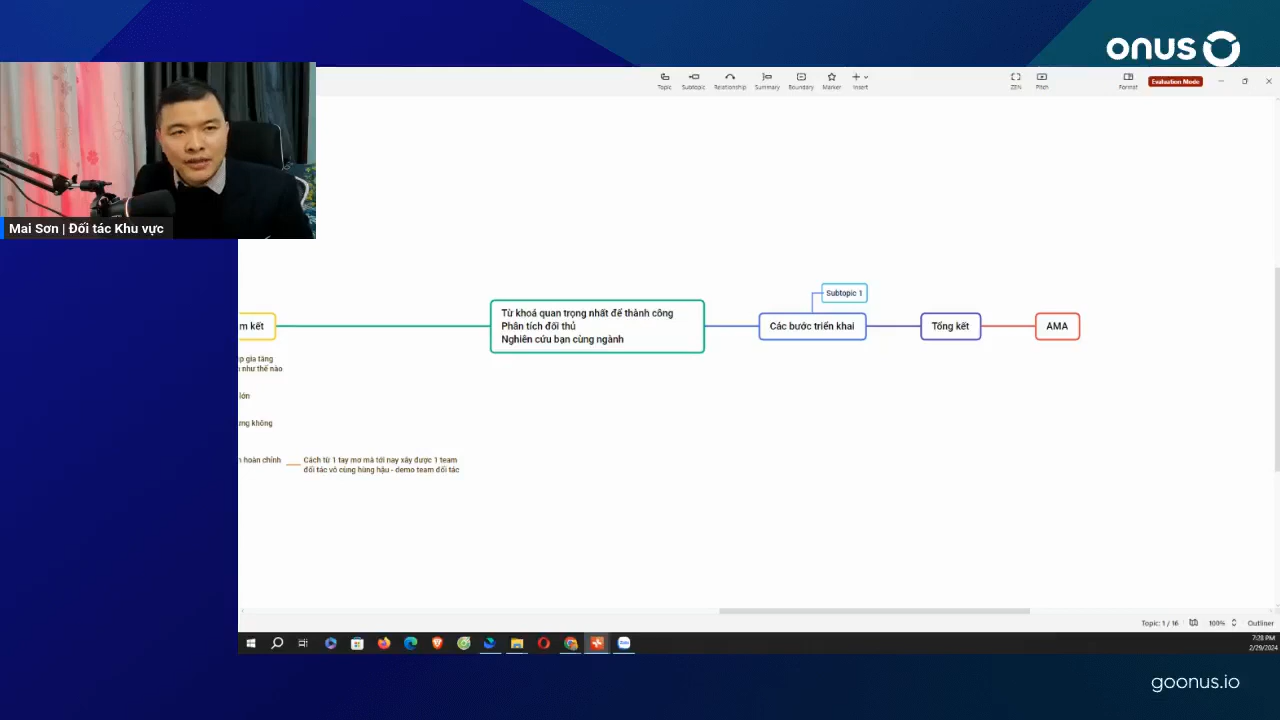 onus
Topic
Subtopic
Relationship
Summary
Boundary
Marker
Insert
ZEN
Pitch
Format
Evaluation Mode
Mai Sơn | Đối tác Khu vực
Subtopic 1
m kết
Từ khoá quan trọng nhất để thành công
Phân tích đối thủ
Nghiên cứu bạn cùng ngành
Các bước triển khai
Tổng kết
AMA
gia tăng
như thế nào
lớn
ưng không
hoàn chỉnh
Cách từ 1 tay mơ mà tới nay xây được 1 team
đối tác vô cùng hùng hậu - demo team đối tác
Topic: 1 / 16
100%
Outliner
7:28 PM
2/29/2024
goonus.io